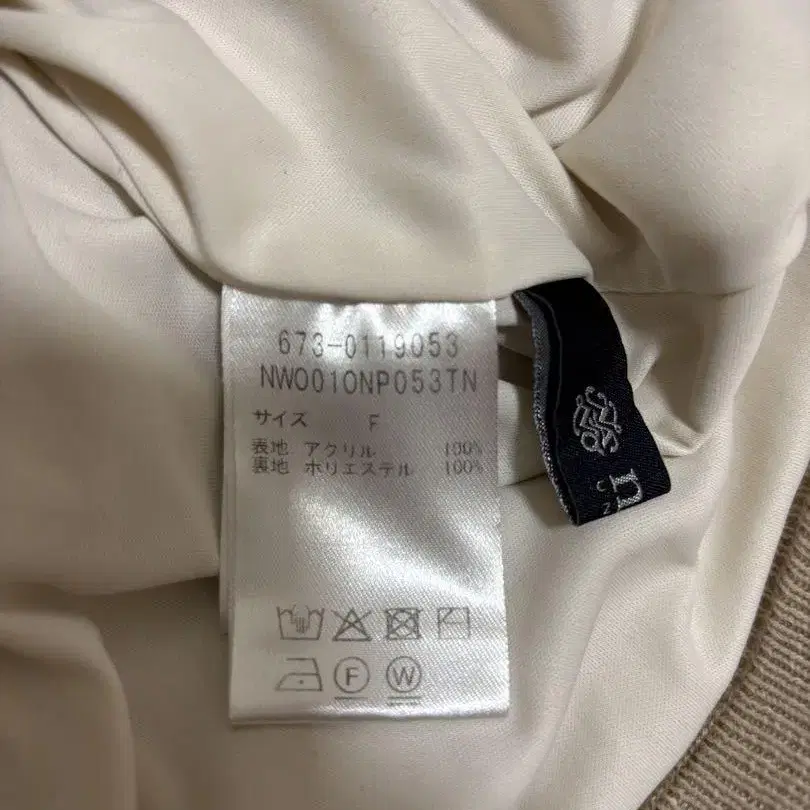 673-0119053
NW0010NP053TN
サイズ F
表地 アクリル 100%
裏地 ポリエステル 100%
F
W
n